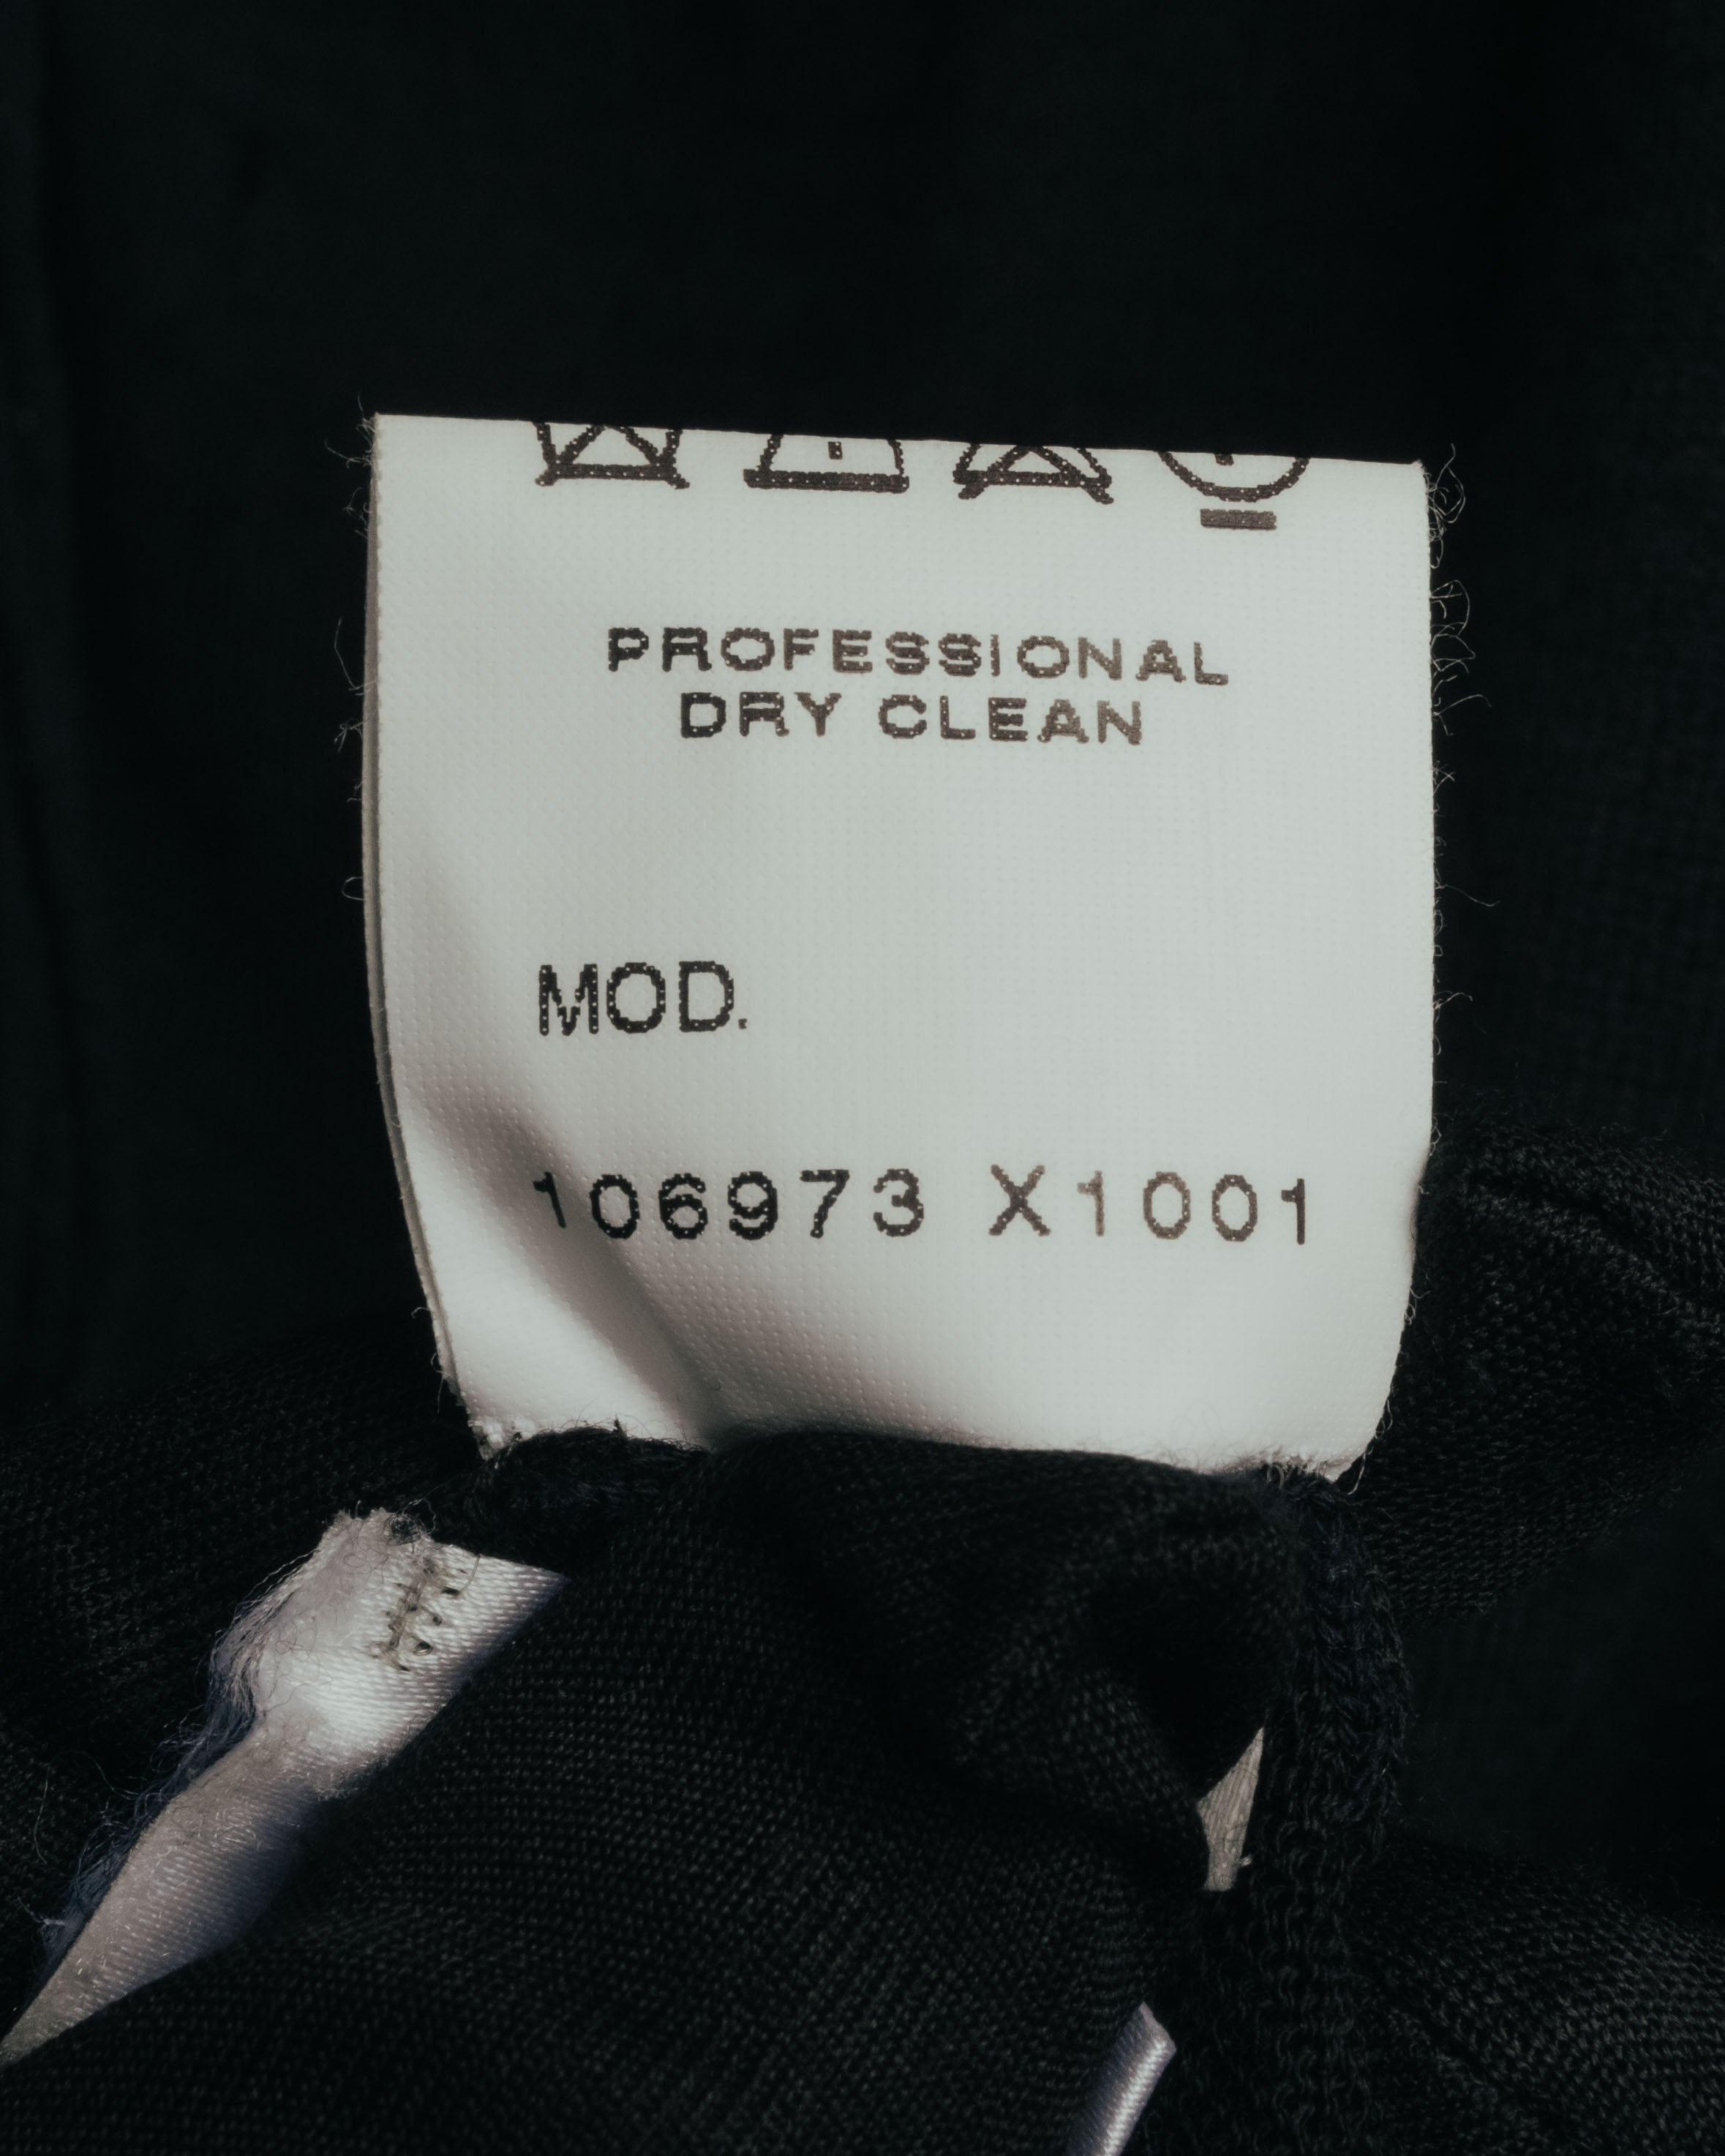 PROFESSIONAL
DRY CLEAN
MOD.
106973 X1001